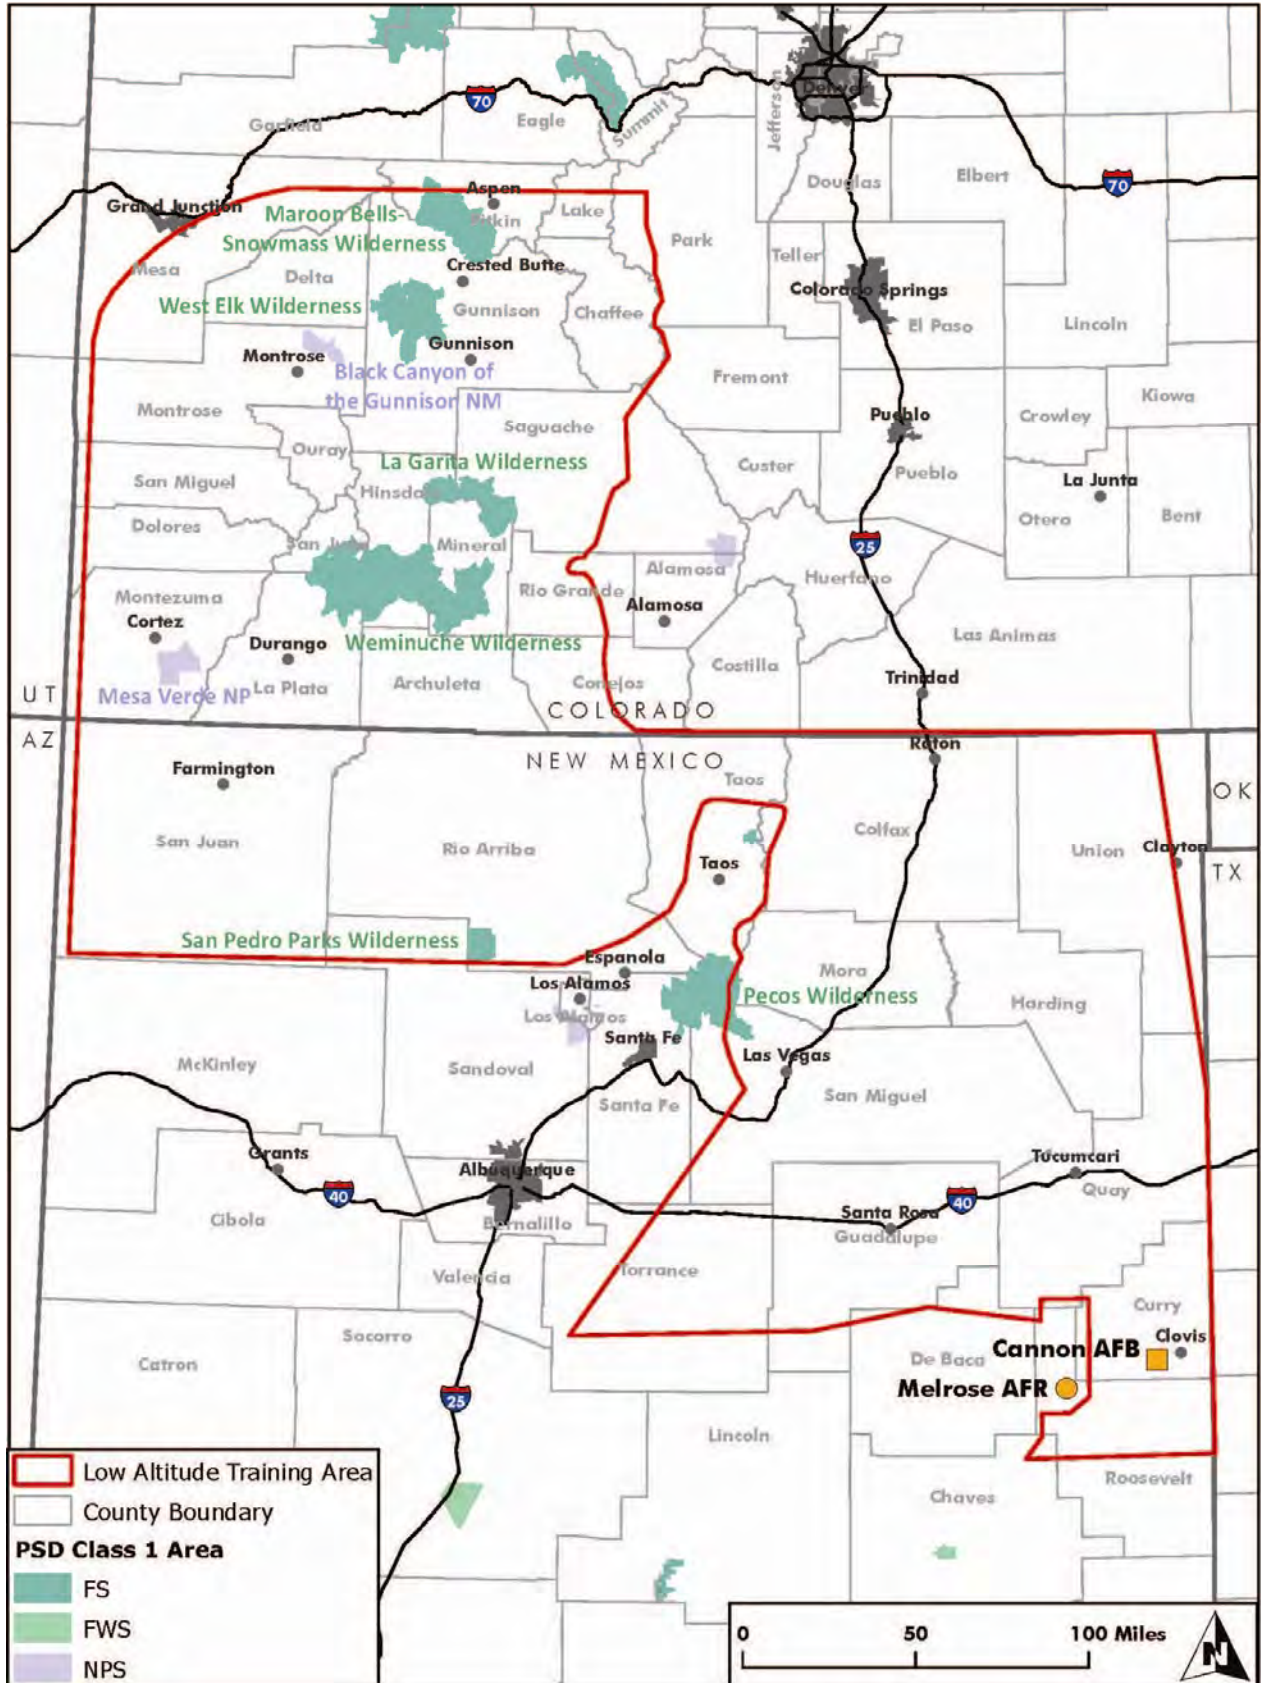 Denver
70
Garfield
Eagle
Summit
Jefferson
Douglas
Elbert
70
Grand Junction
Aspen
Pitkin
Lake
Maroon Bells-
Snowmass Wilderness
Park
Teller
Mesa
Delta
Crested Butte
Colorado Springs
West Elk Wilderness
Gunnison
Chaffee
El Paso
Lincoln
Montrose
Gunnison
Black Canyon of
the Gunnison NM
Fremont
Kiowa
Montrose
Saguache
Pueblo
Crowley
Ouray
La Garita Wilderness
Custer
Pueblo
La Junta
San Miguel
Hinsdale
Otero
Bent
Dolores
San Juan
Mineral
25
Alamosa
Huerfano
Montezuma
Rio Grande
Alamosa
Cortez
Durango
Weminuche Wilderness
Las Animas
Costilla
Mesa Verde NP
La Plata
Archuleta
Conejos
Trinidad
UT
COLORADO
AZ
NEW MEXICO
Raton
Farmington
Taos
OK
San Juan
Rio Arriba
Colfax
Union
Clayton
Taos
TX
San Pedro Parks Wilderness
Espanola
Los Alamos
Mora
Pecos Wilderness
Harding
Los Alamos
Santa Fe
McKinley
Sandoval
Las Vegas
Santa Fe
San Miguel
Grants
Albuquerque
Tucumcari
40
Quay
Cibola
Santa Rosa
40
Bernalillo
Guadalupe
Valencia
Torrance
Socorro
Curry
Clovis
Catron
De Baca
Cannon AFB
Melrose AFR
25
Lincoln
Roosevelt
Chaves
Low Altitude Training Area
County Boundary
PSD Class 1 Area
FS
FWS
NPS
0 50 100 Miles
N